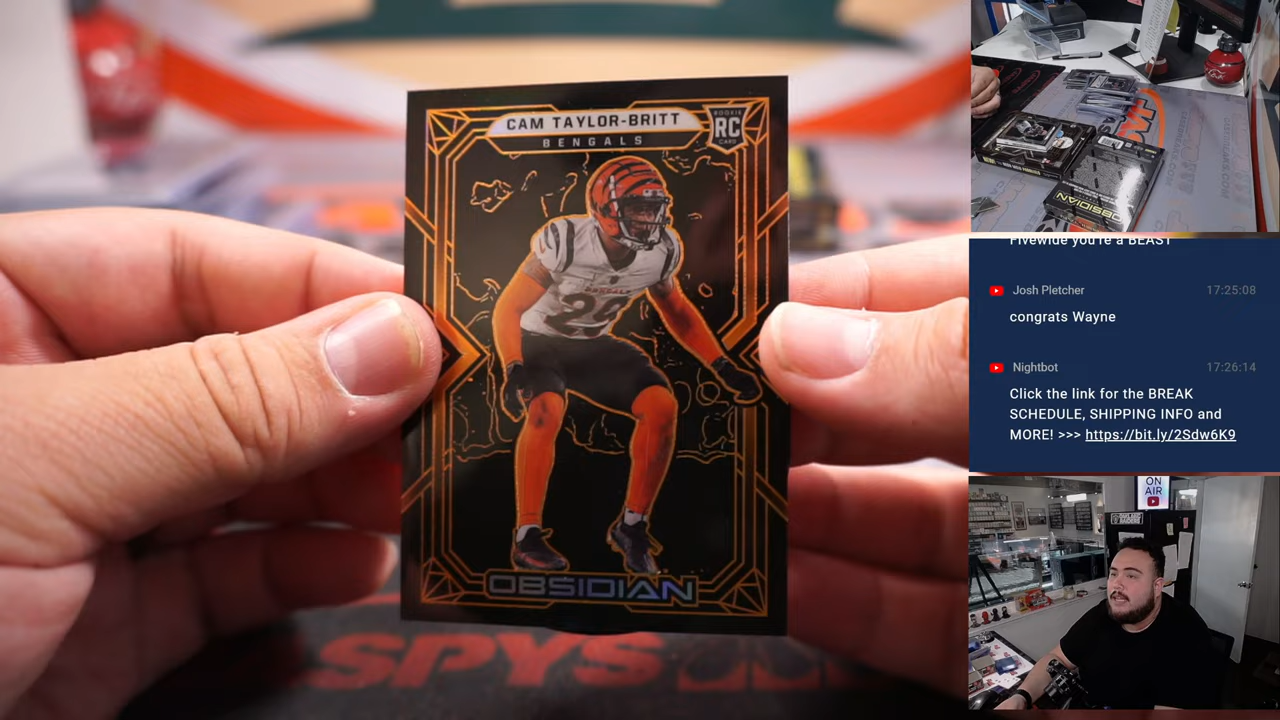 CAM TAYLOR-BRITT
BENGALS
ROOKIE
RC
CARD
BENGALS
OBSIDIAN
SPYS
OBSIDIAN
Fivewide you're a BEAST
Josh Pletcher 17:25:08
congrats Wayne
Nightbot 17:26:14
Click the link for the BREAK
SCHEDULE, SHIPPING INFO and
MORE! >>> https://bit.ly/2Sdw6K9
ON
AIR